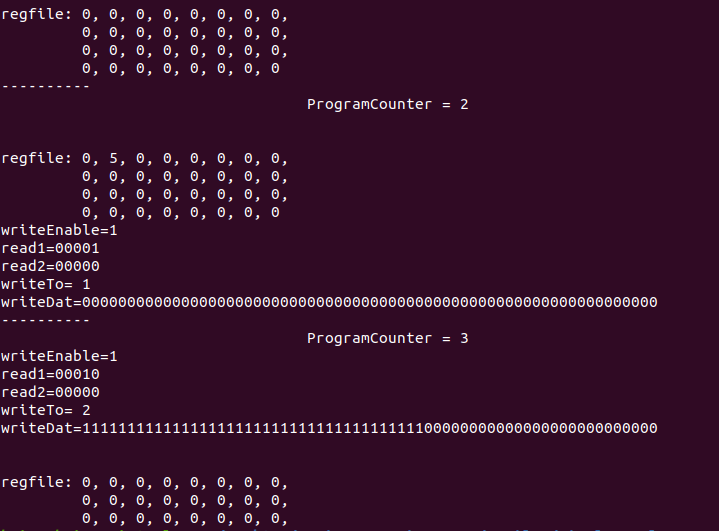 regfile: 0, 0, 0, 0, 0, 0, 0, 0,
0, 0, 0, 0, 0, 0, 0, 0,
0, 0, 0, 0, 0, 0, 0, 0,
0, 0, 0, 0, 0, 0, 0, 0
----------
ProgramCounter = 2
regfile: 0, 5, 0, 0, 0, 0, 0, 0,
0, 0, 0, 0, 0, 0, 0, 0,
0, 0, 0, 0, 0, 0, 0, 0,
0, 0, 0, 0, 0, 0, 0, 0
writeEnable=1
read1=00001
read2=00000
writeTo= 1
writeDat=0000000000000000000000000000000000000000000000000000000000000000
----------
ProgramCounter = 3
writeEnable=1
read1=00010
read2=00000
writeTo= 2
writeDat=1111111111111111111111111111111111111100000000000000000000000000
regfile: 0, 0, 0, 0, 0, 0, 0, 0,
0, 0, 0, 0, 0, 0, 0, 0,
0, 0, 0, 0, 0, 0, 0, 0,